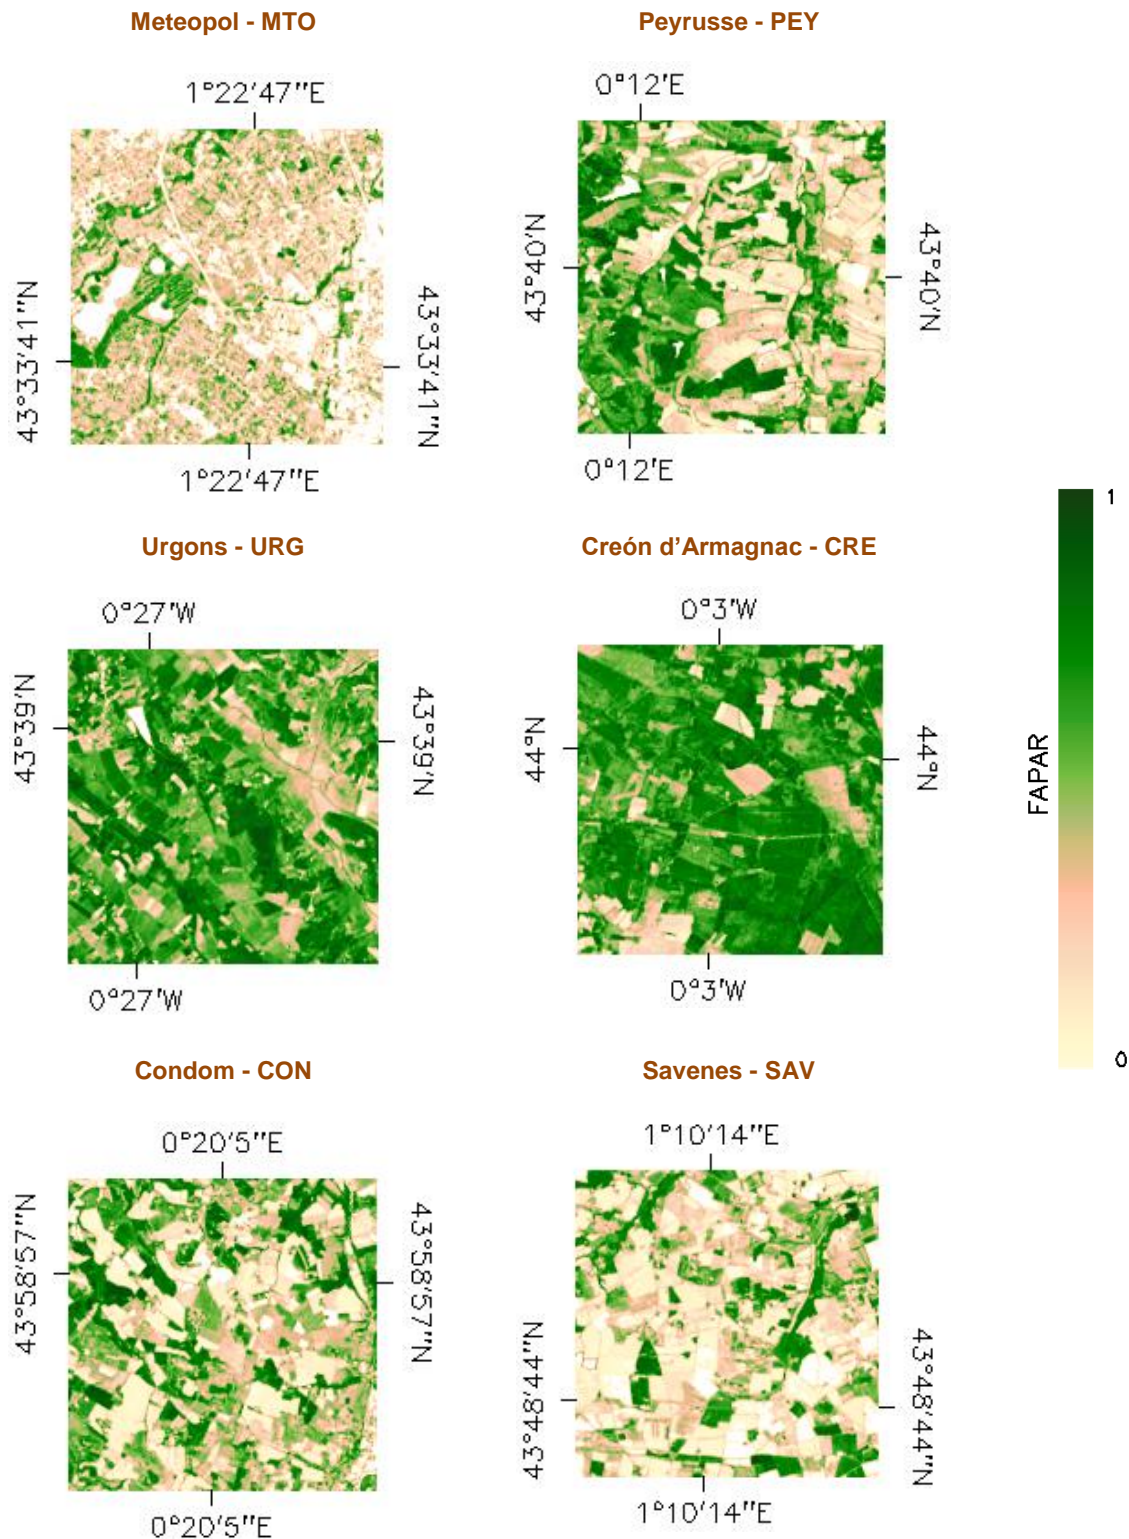 Meteopol - MTO
Peyrusse - PEY
1°22'47"E
0°12'E
43°33'41"N
43°33'41"N
43°40'N
43°40'N
1°22'47"E
0°12'E
Urgons - URG
Creón d'Armagnac - CRE
0°27'W
0°3'W
43°39'N
43°39'N
44°N
44°N
0°27'W
0°3'W
1
FAPAR
0
Condom - CON
Savenes - SAV
0°20'5"E
1°10'14"E
43°58'57"N
43°58'57"N
43°48'44"N
43°48'44"N
0°20'5"E
1°10'14"E